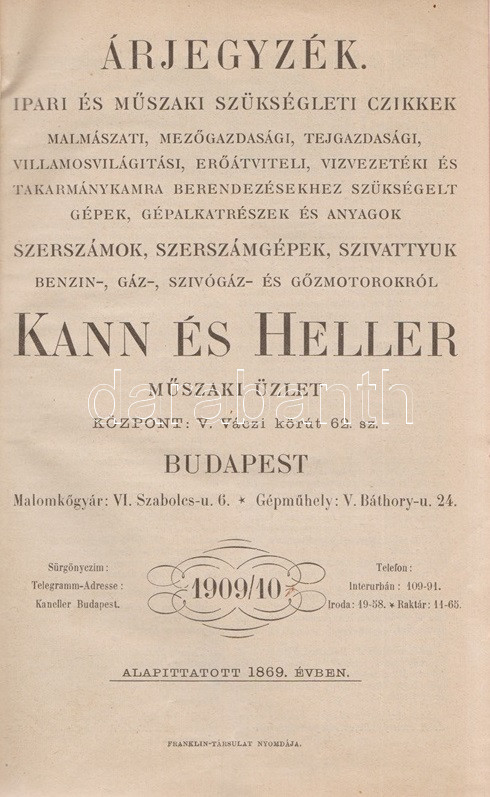 ÁRJEGYZÉK.
IPARI ÉS MŰSZAKI SZÜKSÉGLETI CZIKKEK
MALMÁSZATI, MEZŐGAZDASÁGI, TEJGAZDASÁGI,
VILLAMOSVILÁGITÁSI, ERŐÁTVITELI, VIZVEZETÉKI ÉS
TAKARMÁNYKAMRA BERENDEZÉSEKHEZ SZÜKSÉGELT
GÉPEK, GÉPALKATRÉSZEK ÉS ANYAGOK
SZERSZÁMOK, SZERSZÁMGÉPEK, SZIVATTYUK
BENZIN-, GÁZ-, SZIVÓGÁZ- ÉS GŐZMOTOROKRÓL
KANN ÉS HELLER
MŰSZAKI ÜZLET
darabanth
KÖZPONT: V. Váczi körút 62. sz.
BUDAPEST
Malomkőgyár: VI. Szabolcs-u. 6. * Gépműhely: V. Báthory-u. 24.
Sürgönyczim:
Telegramm-Adresse:
Kaneller Budapest.
1909/10
Telefon:
Interurbán: 109-91.
Iroda: 19-58. * Raktár: 11-65.
ALAPITTATOTT 1869. ÉVBEN.
FRANKLIN-TÁRSULAT NYOMDÁJA.